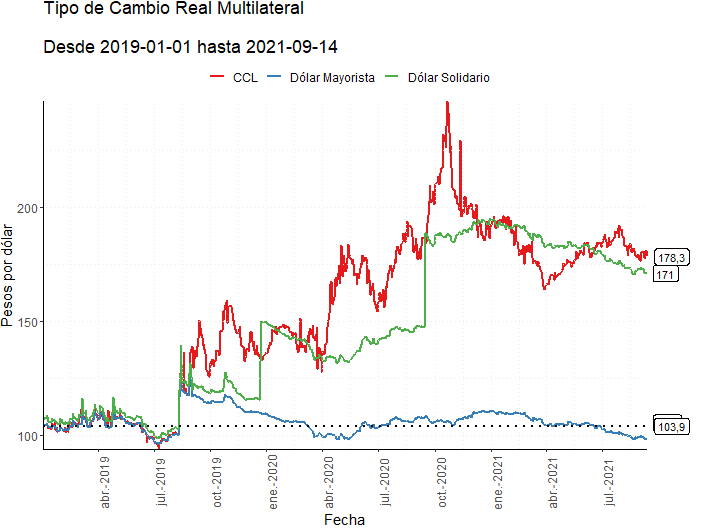 Tipo de Cambio Real Multilateral
Desde 2019-01-01 hasta 2021-09-14
CCL Dólar Mayorista Dólar Solidario
Pesos por dólar
200
150
100
178,3
171
103,9
abr.-2019
jul.-2019
oct.-2019
ene.-2020
abr.-2020
jul.-2020
oct.-2020
ene.-2021
abr.-2021
jul.-2021
Fecha